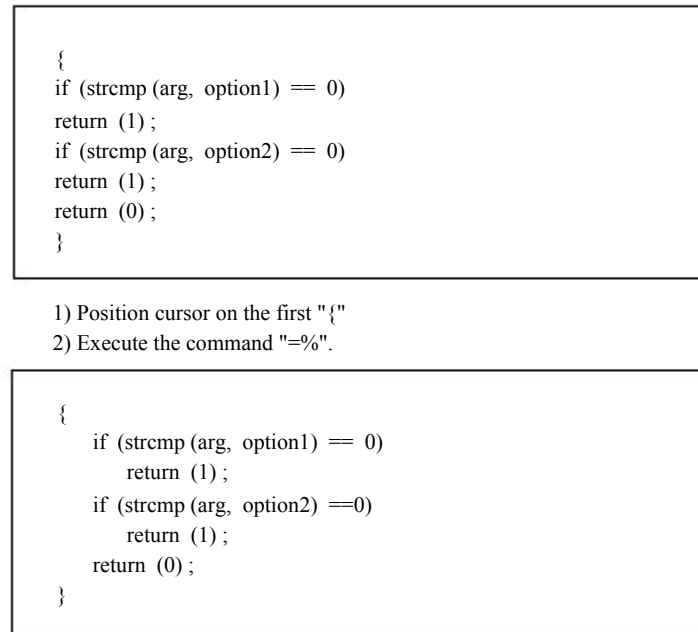 {
if (strcmp (arg, option1) == 0)
return (1) ;
if (strcmp (arg, option2) == 0)
return (1) ;
return (0) ;
}
1) Position cursor on the first "{"
2) Execute the command "=%".
{
if (strcmp (arg, option1) == 0)
return (1) ;
if (strcmp (arg, option2) ==0)
return (1) ;
return (0) ;
}